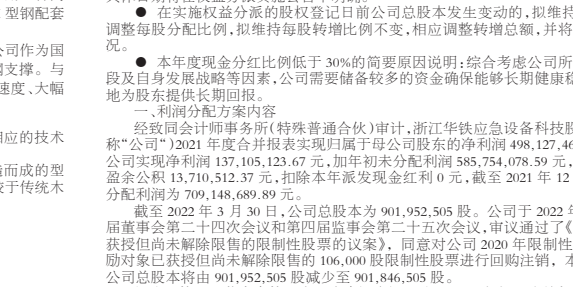 型钢配套
公司作为国
支撑。与
速度、大幅
相应的技术
造而成的型
较于传统木
● 在实施权益分派的股权登记日前公司总股本发生变动的，拟维持
调整每股分配比例，拟维持每股转增比例不变，相应调整转增总额，并将
况。
● 本年度现金分红比例低于 30%的简要原因说明：综合考虑公司所
段及自身发展战略等因素，公司需要储备较多的资金确保能够长期健康稳
地为股东提供长期回报。
一、利润分配方案内容
经致同会计师事务所（特殊普通合伙）审计，浙江华铁应急设备科技股
称“公司”）2021 年度合并报表实现归属于母公司股东的净利润 498,127,46
公司实现净利润 137,105,123.67 元，加年初未分配利润 585,754,078.59 元，
盈余公积 13,710,512.37 元，扣除本年派发现金红利 0 元，截至 2021 年 12
分配利润为 709,148,689.89 元。
截至 2022 年 3 月 30 日，公司总股本为 901,952,505 股。公司于 2022 年
届董事会第二十四次会议和第四届监事会第二十五次会议，审议通过了《
获授但尚未解除限售的限制性股票的议案》，同意对公司 2020 年限制性
励对象已获授但尚未解除限售的 106,000 股限制性股票进行回购注销，本
公司总股本将由 901,952,505 股减少至 901,846,505 股。